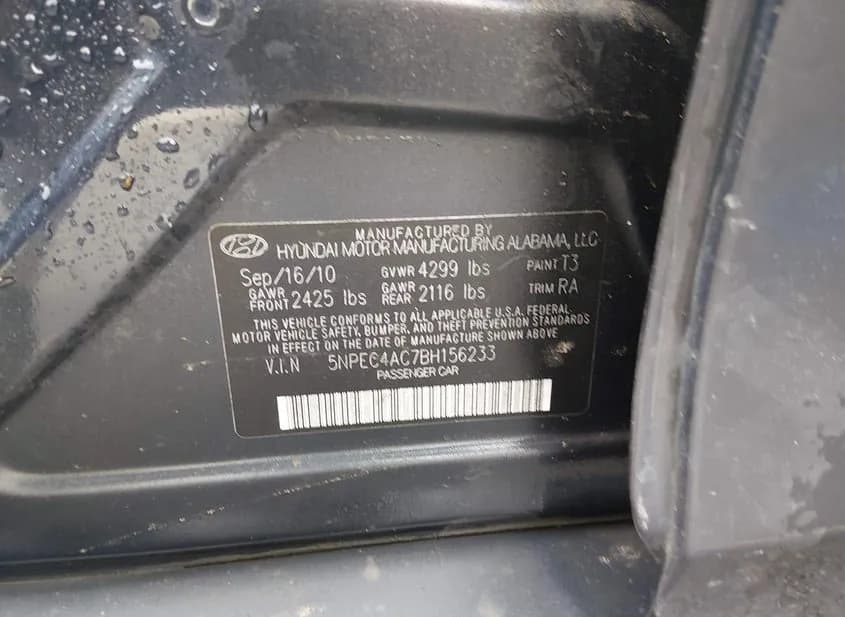 MANUFACTURED BY
HYUNDAI MOTOR MANUFACTURING ALABAMA, LLC
Sep/16/10 GVWR 4299 lbs PAINT T3
GAWR FRONT 2425 lbs GAWR REAR 2116 lbs TRIM RA
THIS VEHICLE CONFORMS TO ALL APPLICABLE U.S.A. FEDERAL
MOTOR VEHICLE SAFETY, BUMPER, AND THEFT PREVENTION STANDARDS
IN EFFECT ON THE DATE OF MANUFACTURE SHOWN ABOVE
V.I.N 5NPEC4AC7BH156233
PASSENGER CAR